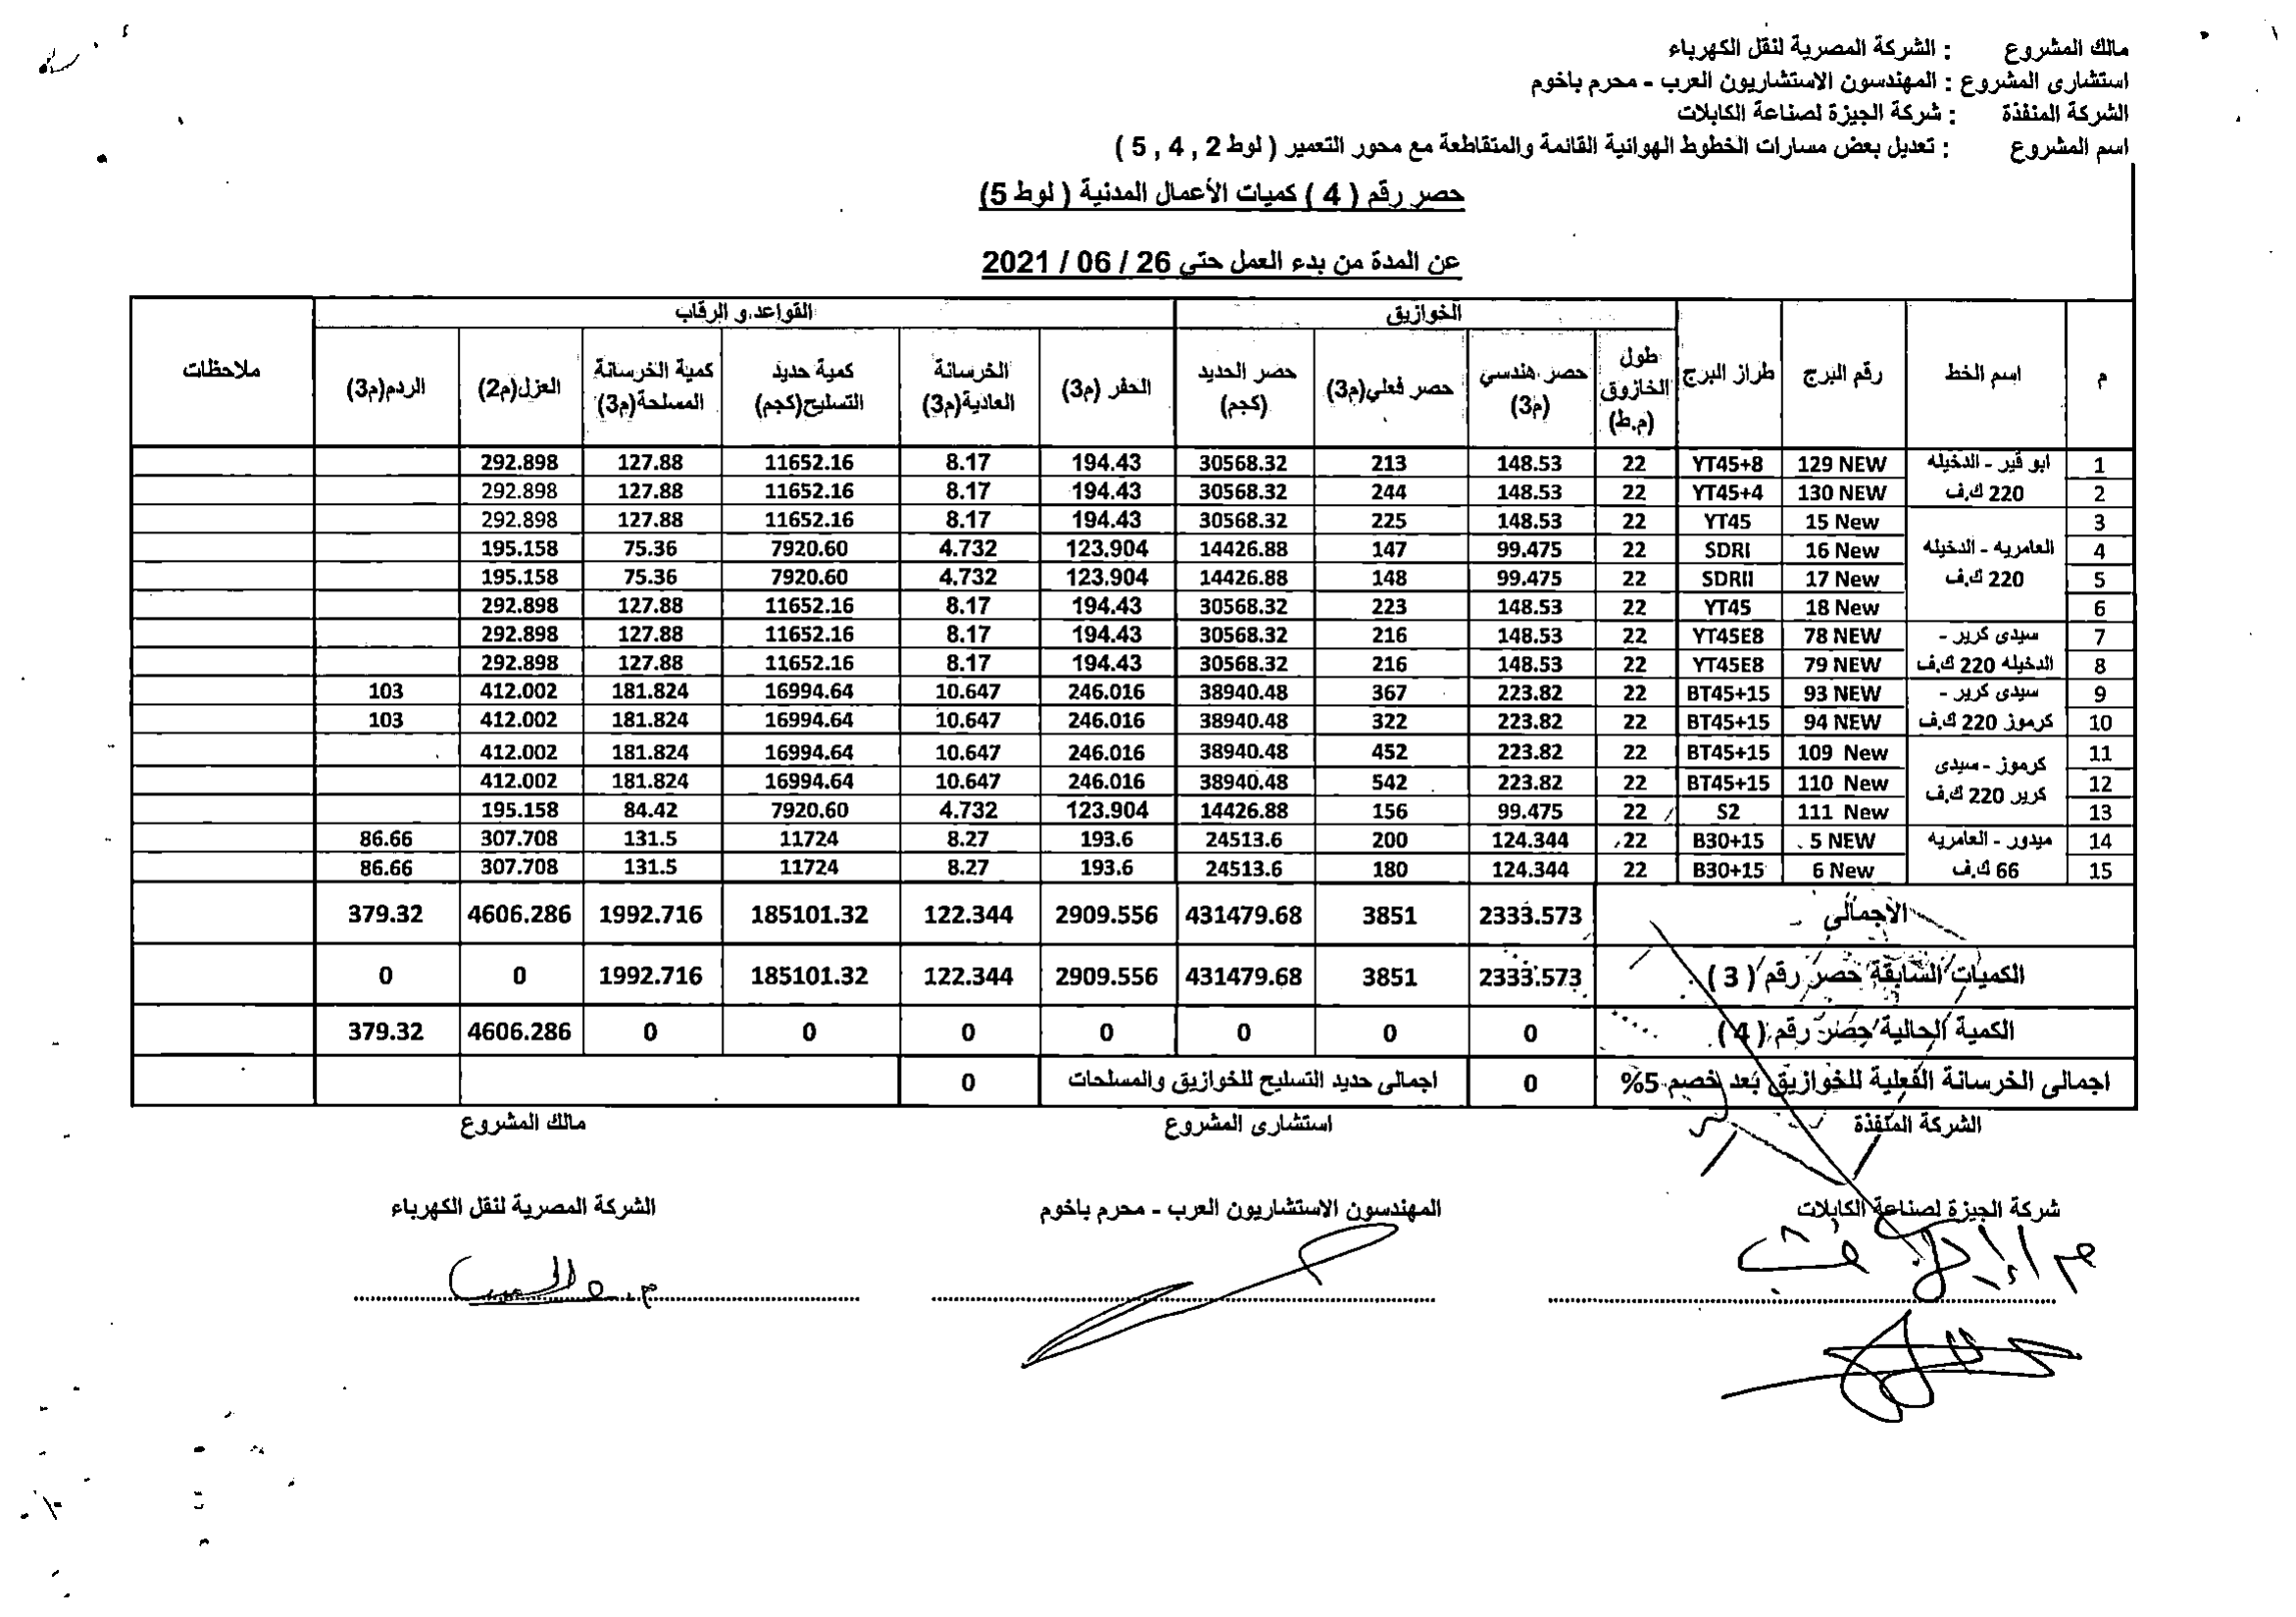 مالك المشروع : الشركة المصرية لنقل الكهرباء
استشارى المشروع : المهندسون الاستشاريون العرب - محرم باخوم
الشركة المنفذة : شركة الجيزة لصناعة الكابلات
اسم المشروع : تعديل بعض مسارات الخطوط الهوائية القائمة والمتقاطعة مع محور التعمير ( لوط 2 , 4 , 5 )
حصر رقم ( 4 ) كميات الأعمال المدنية ( لوط 5)
عن المدة من بدء العمل حتي 26 / 06 / 2021
الخوازيق القواعد و الرقاب
م اسم الخط رقم البرج طراز البرج طول الخازوق (م.ط) حصر هندسي (م3) حصر فعلي(م3) حصر الحديد (كجم) الحفر (م3) الخرسانة العادية(م3) كمية حديد التسليح(كجم) كمية الخرسانة المسلحة(م3) العزل(م2) الردم(م3) ملاحظات
1 ابو قير - الدخيله 129 NEW YT45+8 22 148.53 213 30568.32 194.43 8.17 11652.16 127.88 292.898
2 220 ك.ف 130 NEW YT45+4 22 148.53 244 30568.32 194.43 8.17 11652.16 127.88 292.898
3 15 New YT45 22 148.53 225 30568.32 194.43 8.17 11652.16 127.88 292.898
4 العامريه - الدخيله 16 New SDRI 22 99.475 147 14426.88 123.904 4.732 7920.60 75.36 195.158
5 220 ك.ف 17 New SDRII 22 99.475 148 14426.88 123.904 4.732 7920.60 75.36 195.158
6 18 New YT45 22 148.53 223 30568.32 194.43 8.17 11652.16 127.88 292.898
7 سيدى كرير - 78 NEW YT45E8 22 148.53 216 30568.32 194.43 8.17 11652.16 127.88 292.898
8 الدخيله 220 ك.ف 79 NEW YT45E8 22 148.53 216 30568.32 194.43 8.17 11652.16 127.88 292.898
9 سيدى كرير - 93 NEW BT45+15 22 223.82 367 38940.48 246.016 10.647 16994.64 181.824 412.002 103
10 كرموز 220 ك.ف 94 NEW BT45+15 22 223.82 322 38940.48 246.016 10.647 16994.64 181.824 412.002 103
11 كرموز - سيدى 109 New BT45+15 22 223.82 452 38940.48 246.016 10.647 16994.64 181.824 412.002
12 كرير 220 ك.ف 110 New BT45+15 22 223.82 542 38940.48 246.016 10.647 16994.64 181.824 412.002
13 111 New S2 22 99.475 156 14426.88 123.904 4.732 7920.60 84.42 195.158
14 ميدور - العامريه 5 NEW B30+15 22 124.344 200 24513.6 193.6 8.27 11724 131.5 307.708 86.66
15 66 ك.ف 6 New B30+15 22 124.344 180 24513.6 193.6 8.27 11724 131.5 307.708 86.66
الاجمالى 2333.573 3851 431479.68 2909.556 122.344 185101.32 1992.716 4606.286 379.32
الكميات السابقة حصر رقم ( 3 ) 2333.573 3851 431479.68 2909.556 122.344 185101.32 1992.716 0 0
الكمية الحالية حصر رقم ( 4 ) 0 0 0 0 0 0 0 4606.286 379.32
اجمالى الخرسانة الفعلية للخوازيق بعد خصم 5% 0 اجمالى حديد التسليح للخوازيق والمسلحات 0
الشركة المنفذة استشارى المشروع مالك المشروع
شركة الجيزة لصناعة الكابلات المهندسون الاستشاريون العرب - محرم باخوم الشركة المصرية لنقل الكهرباء